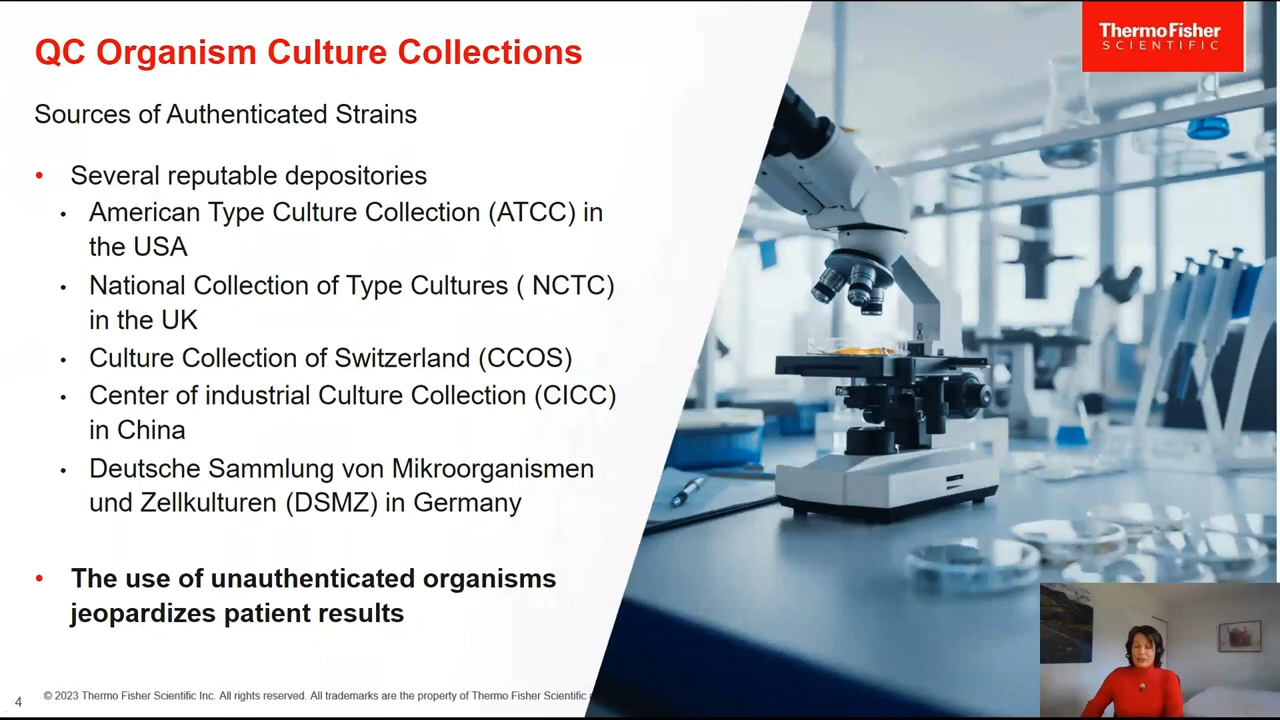 QC Organism Culture Collections
ThermoFisher
SCIENTIFIC
Sources of Authenticated Strains
• Several reputable depositories
• American Type Culture Collection (ATCC) in
the USA
• National Collection of Type Cultures ( NCTC)
in the UK
• Culture Collection of Switzerland (CCOS)
• Center of industrial Culture Collection (CICC)
in China
• Deutsche Sammlung von Mikroorganismen
und Zellkulturen (DSMZ) in Germany
• The use of unauthenticated organisms
jeopardizes patient results
4
© 2023 Thermo Fisher Scientific Inc. All rights reserved. All trademarks are the property of Thermo Fisher Scientific